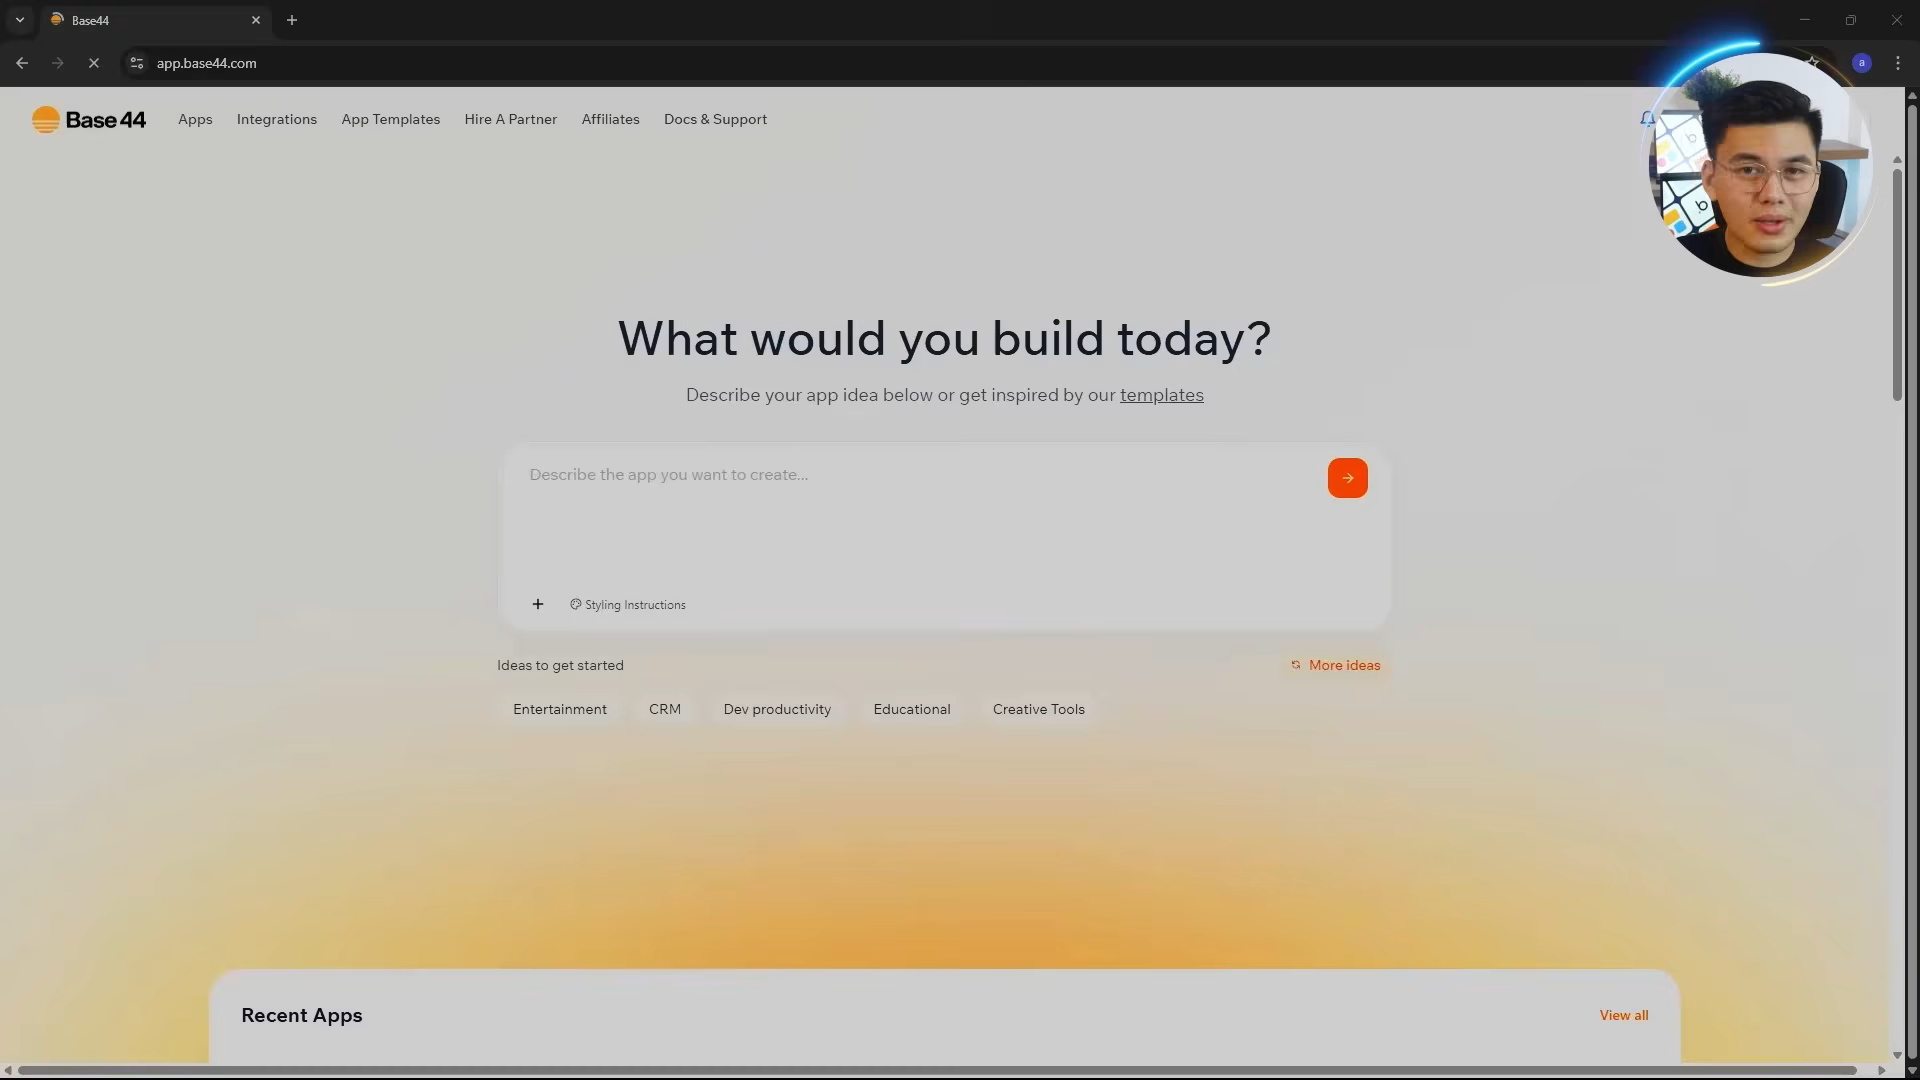 Base44
app.base44.com
a
Base 44
Apps
Integrations
App Templates
Hire A Partner
Affiliates
Docs & Support
What would you build today?
Describe your app idea below or get inspired by our templates
Describe the app you want to create...
Styling Instructions
Ideas to get started
More ideas
Entertainment
CRM
Dev productivity
Educational
Creative Tools
Recent Apps
View all